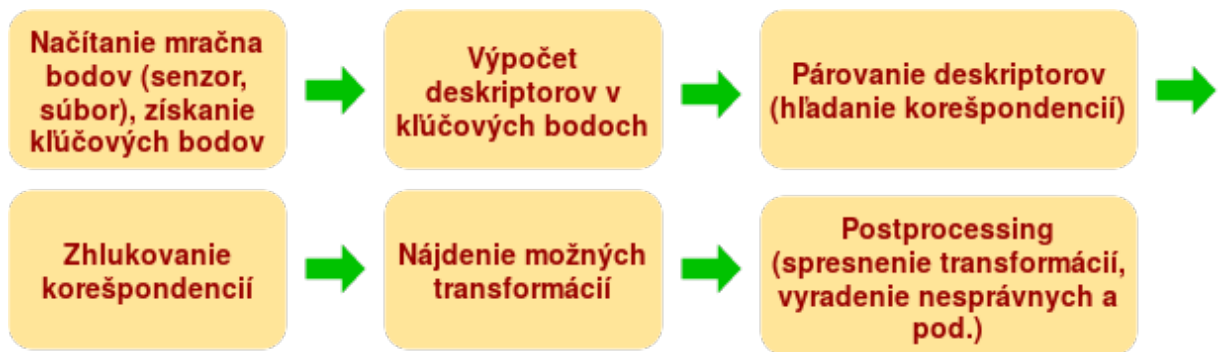 Načítanie mračna
bodov (senzor,
súbor), získanie
kľúčových bodov
Výpočet
deskriptorov v
kľúčových bodoch
Párovanie deskriptorov
(hľadanie korešpondencií)
Zhlukovanie
korešpondencií
Nájdenie možných
transformácií
Postprocessing
(spresnenie transformácií,
vyradenie nesprávnych a
pod.)